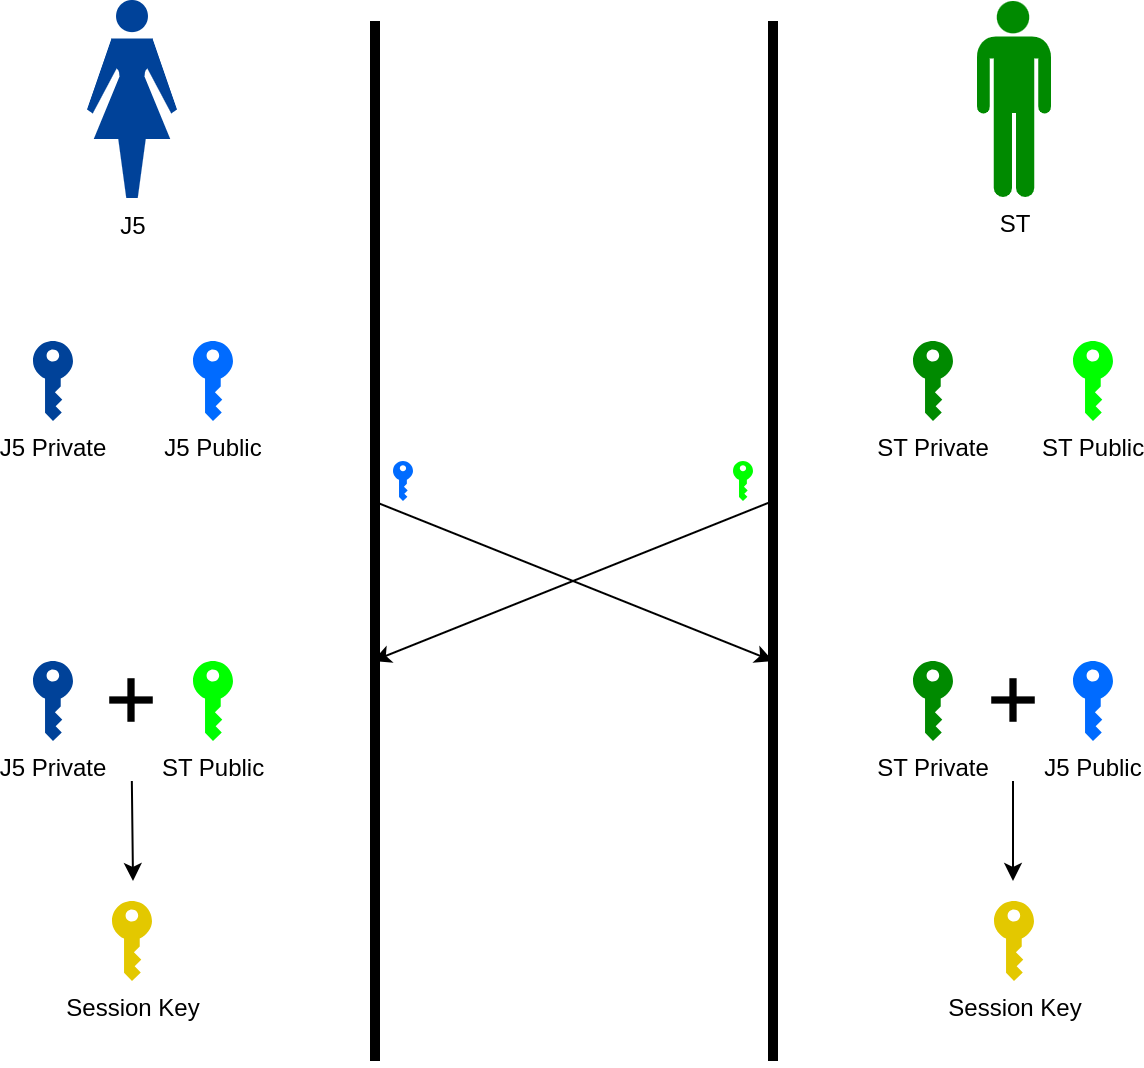 J5
ST
J5 Private
J5 Public
ST Private
ST Public
J5 Private
+
ST Public
ST Private
+
J5 Public
Session Key
Session Key